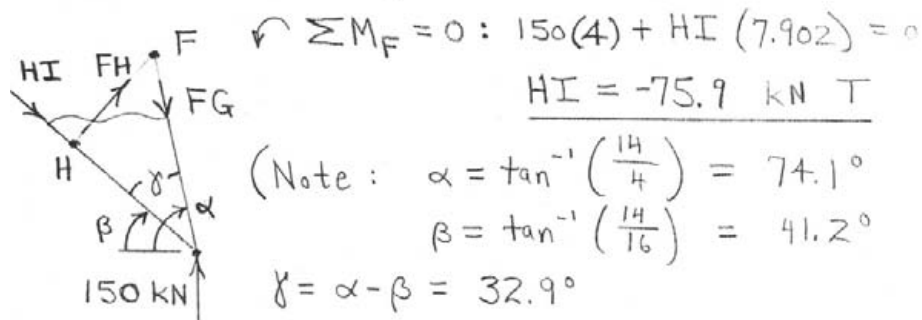 ↶ ΣM_F = 0 : 150(4) + HI (7.902) = 0
HI = -75.9 kN T
(Note : α = tan⁻¹ (14/4) = 74.1°
β = tan⁻¹ (14/16) = 41.2°
γ = α - β = 32.9°
F
HI
FH
FG
H
γ
β
α
150 kN